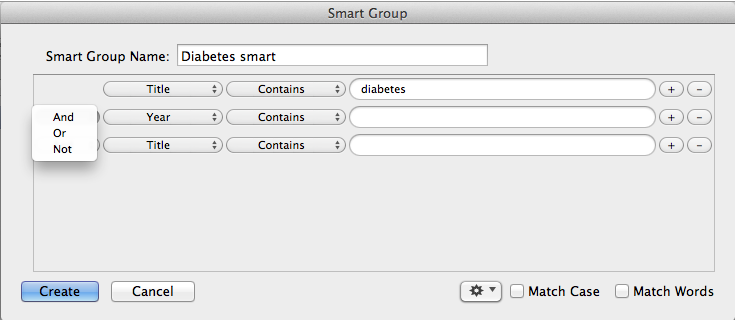 Smart Group
Smart Group Name: Diabetes smart
Title Contains diabetes + -
And
Year Contains + -
Or
Title Contains + -
Not
Create Cancel Match Case Match Words